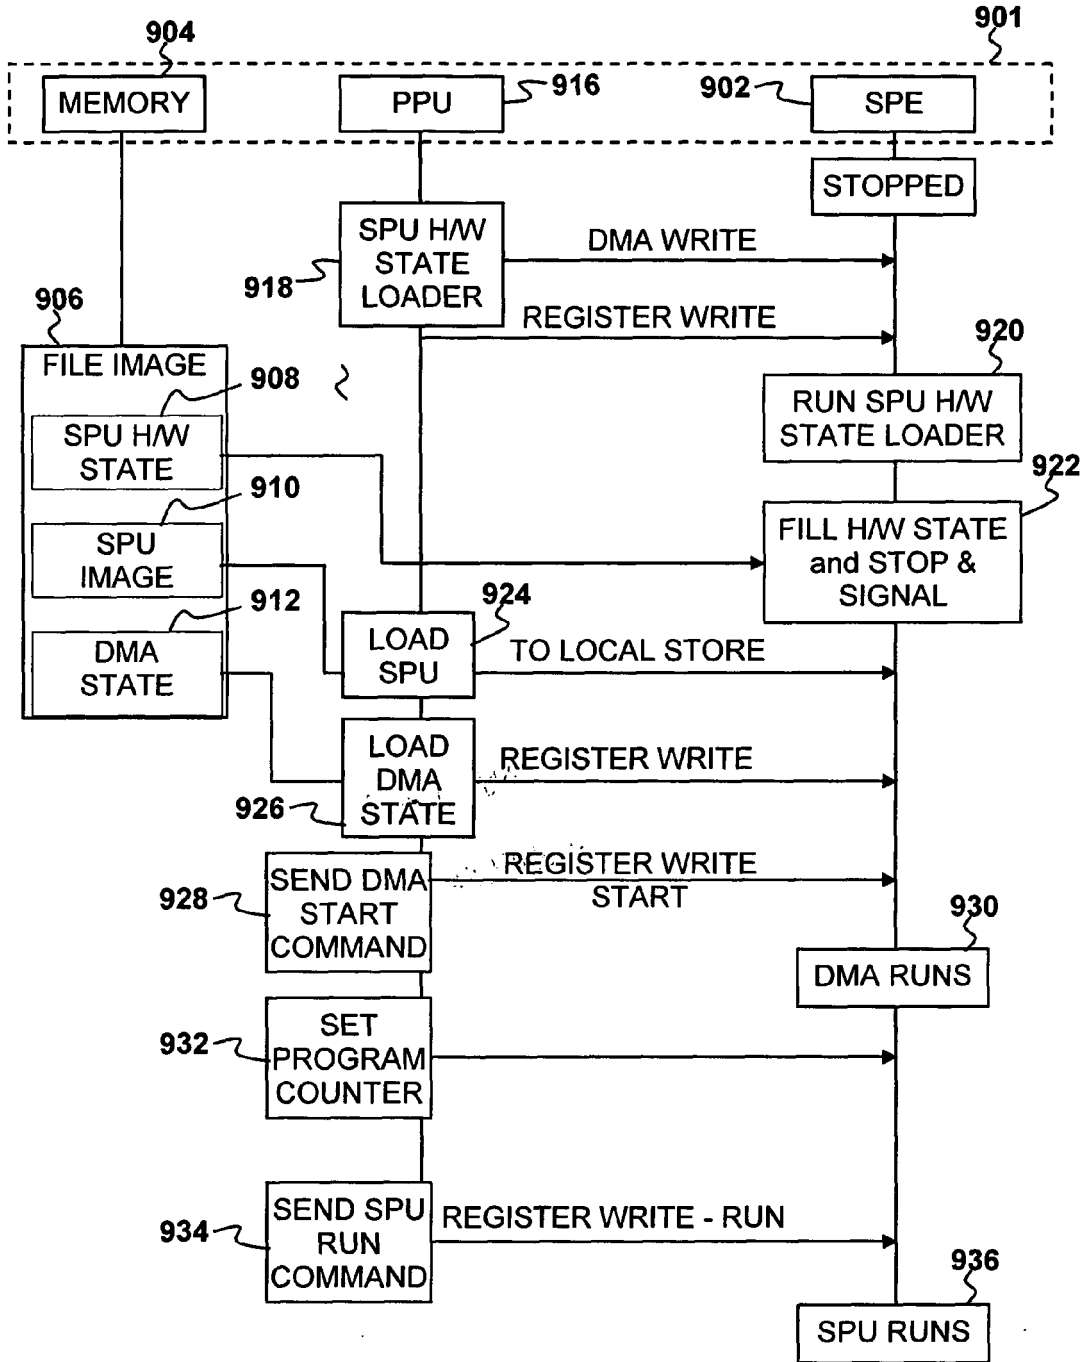 901
904
MEMORY
PPU
916
902
SPE
STOPPED
SPU H/W
STATE
LOADER
918
DMA WRITE
REGISTER WRITE
906
FILE IMAGE
908
SPU H/W
STATE
910
SPU
IMAGE
912
DMA
STATE
920
RUN SPU H/W
STATE LOADER
922
FILL H/W STATE
and STOP &
SIGNAL
924
LOAD
SPU
TO LOCAL STORE
LOAD
DMA
STATE
926
REGISTER WRITE
928
SEND DMA
START
COMMAND
REGISTER WRITE
START
930
DMA RUNS
932
SET
PROGRAM
COUNTER
934
SEND SPU
RUN
COMMAND
REGISTER WRITE - RUN
936
SPU RUNS